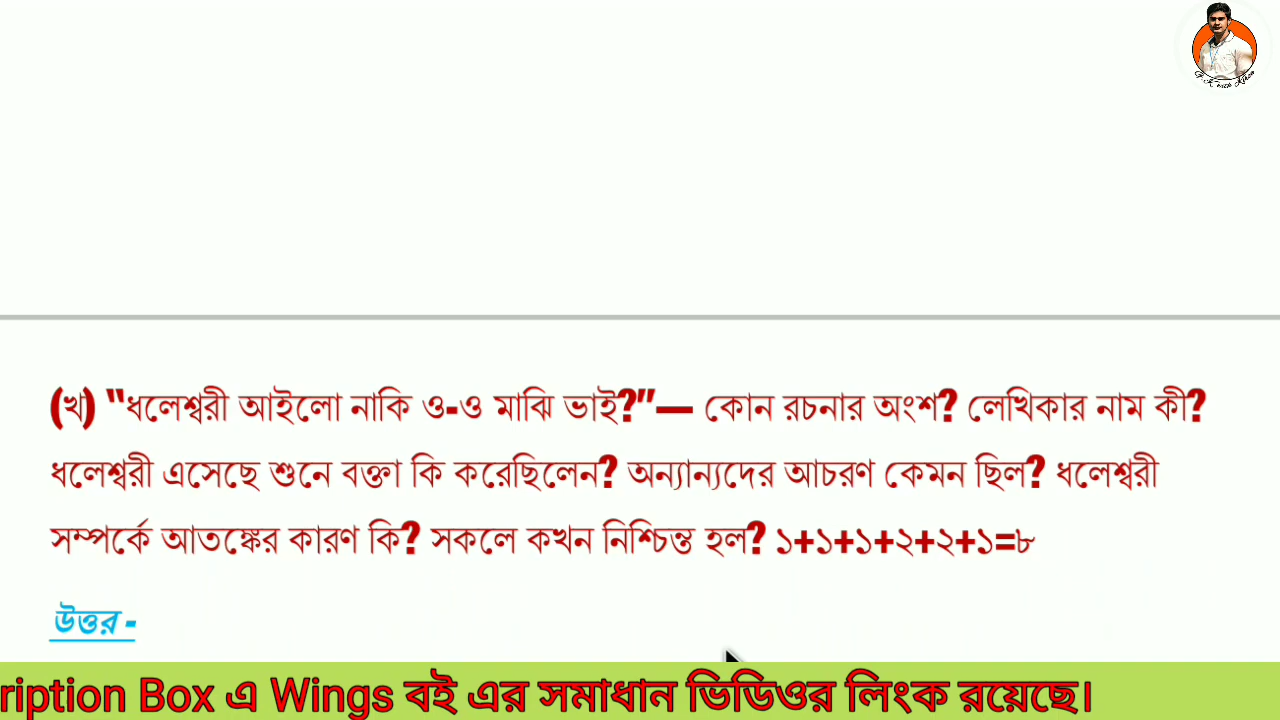 (খ) "ধলেশ্বরী আইলো নাকি ও-ও মাঝি ভাই?"— কোন রচনার অংশ? লেখিকার নাম কী?
ধলেশ্বরী এসেছে শুনে বক্তা কি করেছিলেন? অন্যান্যদের আচরণ কেমন ছিল? ধলেশ্বরী
সম্পর্কে আতঙ্কের কারণ কি? সকলে কখন নিশ্চিন্ত হল? ১+১+১+২+২+১=৮
উত্তর -
ription Box এ Wings বই এর সমাধান ভিডিওর লিংক রয়েছে।